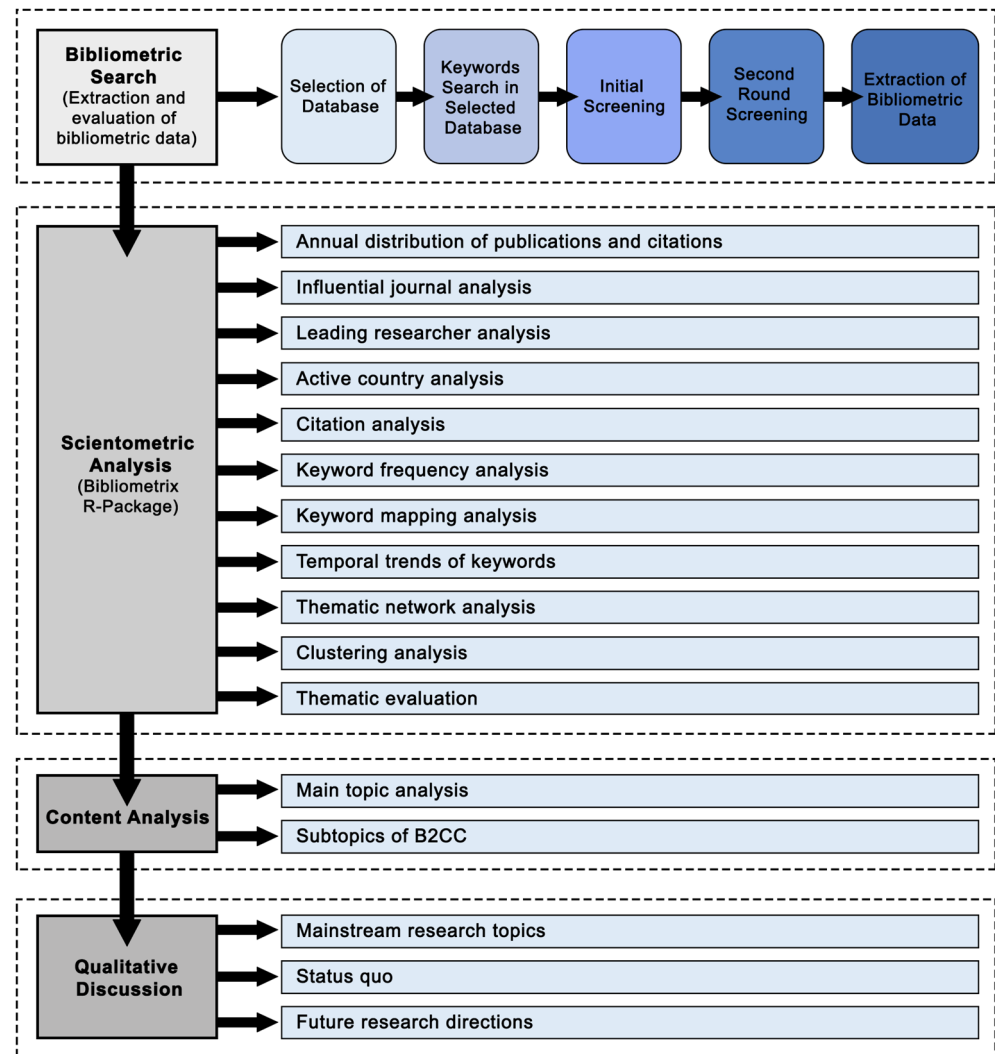 Bibliometric
Search
(Extraction and
evaluation of
bibliometric data)
Selection of
Database
Keywords
Search in
Selected
Database
Initial
Screening
Second
Round
Screening
Extraction of
Bibliometric
Data
Scientometric
Analysis
(Bibliometrix
R-Package)
Annual distribution of publications and citations
Influential journal analysis
Leading researcher analysis
Active country analysis
Citation analysis
Keyword frequency analysis
Keyword mapping analysis
Temporal trends of keywords
Thematic network analysis
Clustering analysis
Thematic evaluation
Content Analysis
Main topic analysis
Subtopics of B2CC
Qualitative
Discussion
Mainstream research topics
Status quo
Future research directions